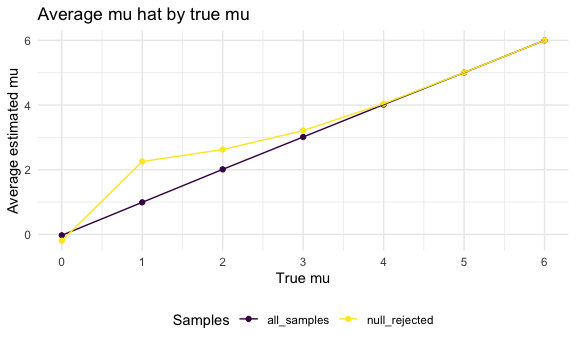 Average mu hat by true mu
6
4
2
0
Average estimated mu
0 1 2 3 4 5 6
True mu
Samples all_samples null_rejected